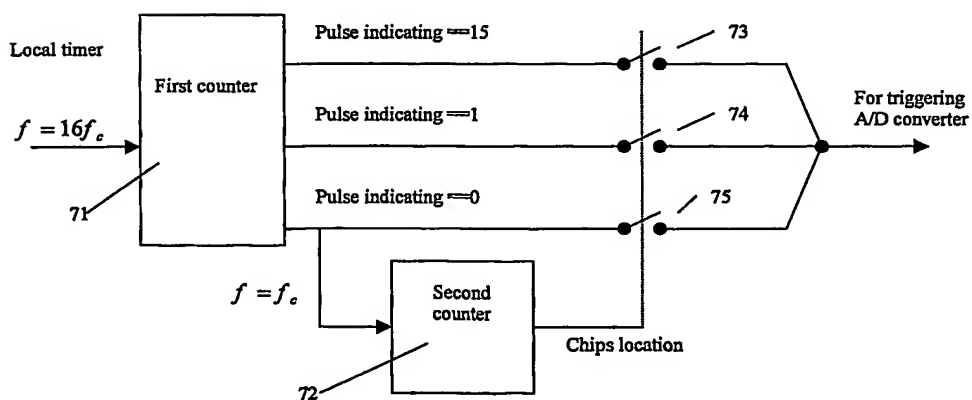 Pulse indicating ==15
73
Local timer
First counter
For triggering
A/D converter
Pulse indicating ==1
74
f = 16f_c
Pulse indicating ==0
75
71
f = f_c
Second
counter
Chips location
72